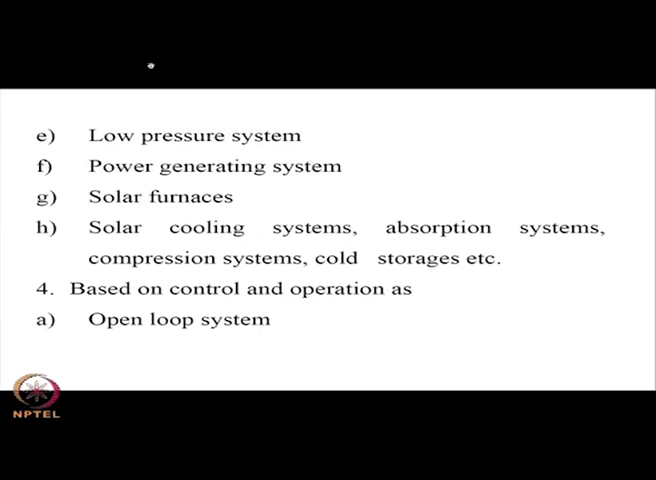 e) Low pressure system
f) Power generating system
g) Solar furnaces
h) Solar cooling systems, absorption systems,
compression systems, cold storages etc.
4. Based on control and operation as
a) Open loop system
NPTEL